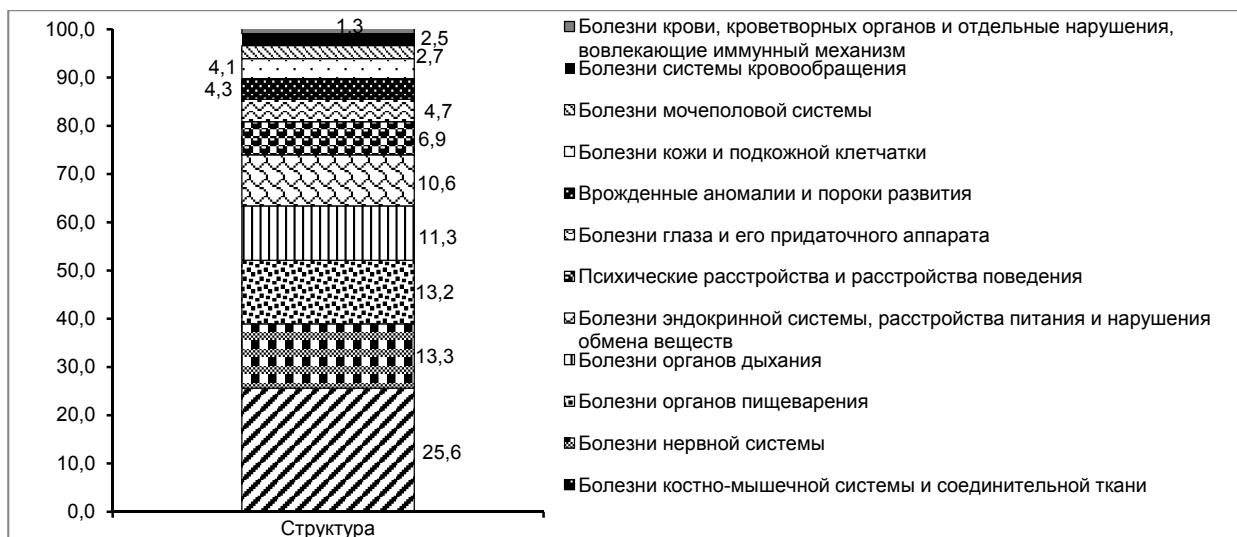 100,0
90,0
80,0
70,0
60,0
50,0
40,0
30,0
20,0
10,0
0,0
1,3
2,5
2,7
4,1
4,3
4,7
6,9
10,6
11,3
13,2
13,3
25,6
Структура
Болезни крови, кроветворных органов и отдельные нарушения,
вовлекающие иммунный механизм
Болезни системы кровообращения
Болезни мочеполовой системы
Болезни кожи и подкожной клетчатки
Врожденные аномалии и пороки развития
Болезни глаза и его придаточного аппарата
Психические расстройства и расстройства поведения
Болезни эндокринной системы, расстройства питания и нарушения
обмена веществ
Болезни органов дыхания
Болезни органов пищеварения
Болезни нервной системы
Болезни костно-мышечной системы и соединительной ткани